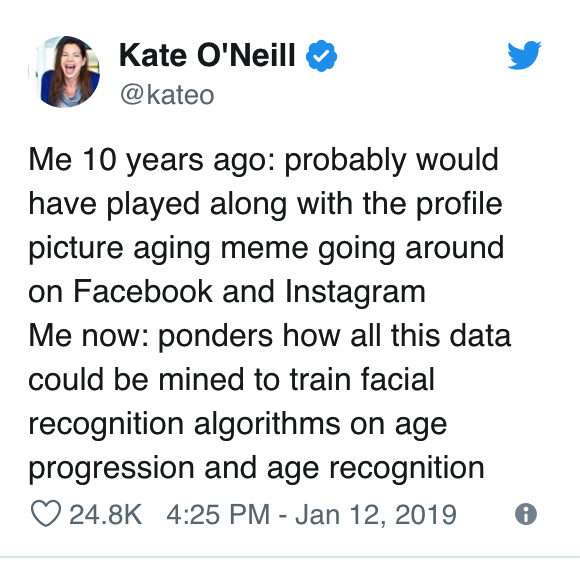 Kate O'Neill
@kateo
Me 10 years ago: probably would
have played along with the profile
picture aging meme going around
on Facebook and Instagram
Me now: ponders how all this data
could be mined to train facial
recognition algorithms on age
progression and age recognition
24.8K 4:25 PM - Jan 12, 2019